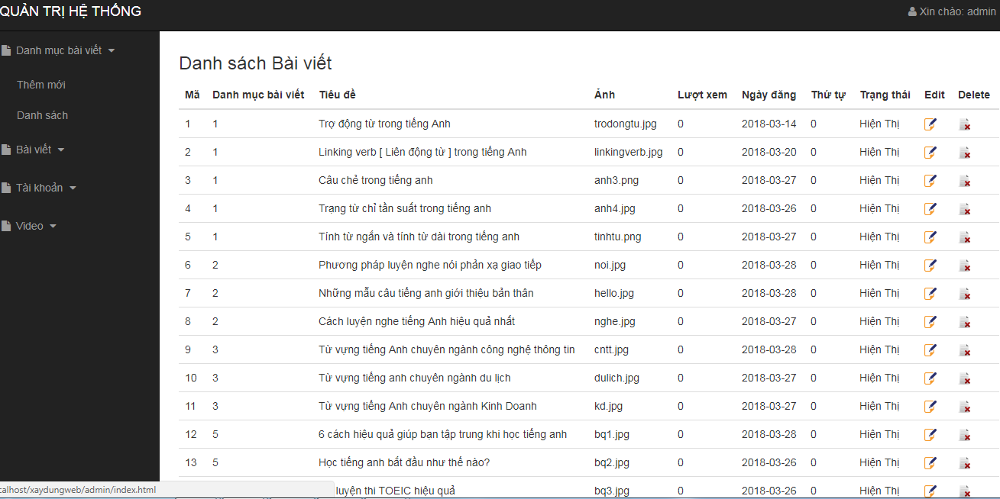 QUẢN TRỊ HỆ THỐNG
Xin chào: admin
Danh mục bài viết
Thêm mới
Danh sách
Bài viết
Tài khoản
Video
Danh sách Bài viết
Mã Danh mục bài viết Tiêu đề Ảnh Lượt xem Ngày đăng Thứ tự Trạng thái Edit Delete
1 1 Trợ động từ trong tiếng Anh trodongtu.jpg 0 2018-03-14 0 Hiện Thị
2 1 Linking verb [ Liên động từ ] trong tiếng Anh linkingverb.jpg 0 2018-03-20 0 Hiện Thị
3 1 Câu chẻ trong tiếng anh anh3.png 0 2018-03-27 0 Hiện Thị
4 1 Trạng từ chỉ tần suất trong tiếng anh anh4.jpg 0 2018-03-26 0 Hiện Thị
5 1 Tính từ ngắn và tính từ dài trong tiếng anh tinhtu.png 0 2018-03-27 0 Hiện Thị
6 2 Phương pháp luyện nghe nói phản xạ giao tiếp noi.jpg 0 2018-03-28 0 Hiện Thị
7 2 Những mẫu câu tiếng anh giới thiệu bản thân hello.jpg 0 2018-03-28 0 Hiện Thị
8 2 Cách luyện nghe tiếng Anh hiệu quả nhất nghe.jpg 0 2018-03-27 0 Hiện Thị
9 3 Từ vựng tiếng Anh chuyên ngành công nghệ thông tin cntt.jpg 0 2018-03-28 0 Hiện Thị
10 3 Từ vựng tiếng anh chuyên ngành du lịch dulich.jpg 0 2018-03-27 0 Hiện Thị
11 3 Từ vựng tiếng Anh chuyên ngành Kinh Doanh kd.jpg 0 2018-03-27 0 Hiện Thị
12 5 6 cách hiệu quả giúp bạn tập trung khi học tiếng anh bq1.jpg 0 2018-03-28 0 Hiện Thị
13 5 Học tiếng anh bắt đầu như thế nào? bq2.jpg 0 2018-03-26 0 Hiện Thị
luyện thi TOEIC hiệu quả bq3.jpg 0 2018-03-26 0 Hiện Thị
calhost/xaydungweb/admin/index.html